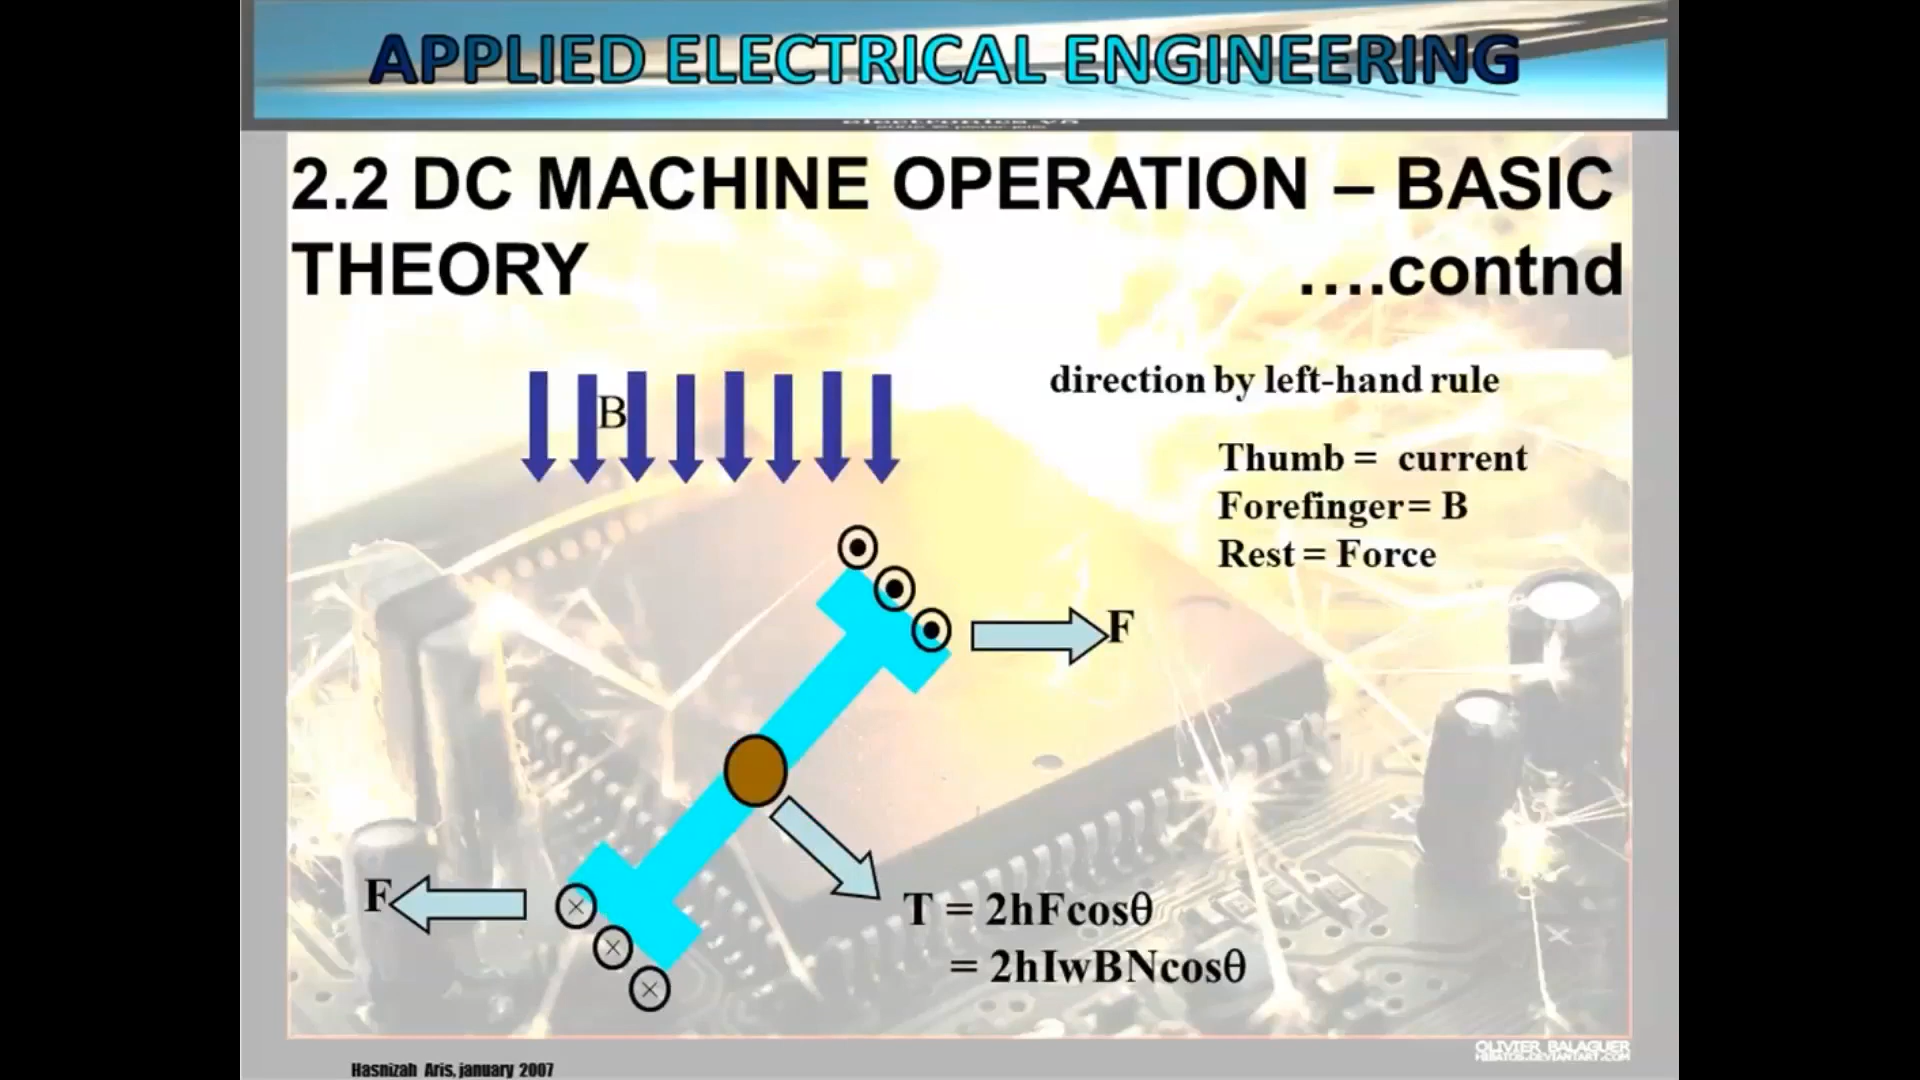 APPLIED ELECTRICAL ENGINEERING
2.2 DC MACHINE OPERATION – BASIC
THEORY ….contnd
direction by left-hand rule
B
Thumb = current
Forefinger= B
Rest = Force
F
F
T = 2hFcosθ
= 2hIwBNcosθ
OLIVIER BALAGUER
Hasnizah Aris, january 2007